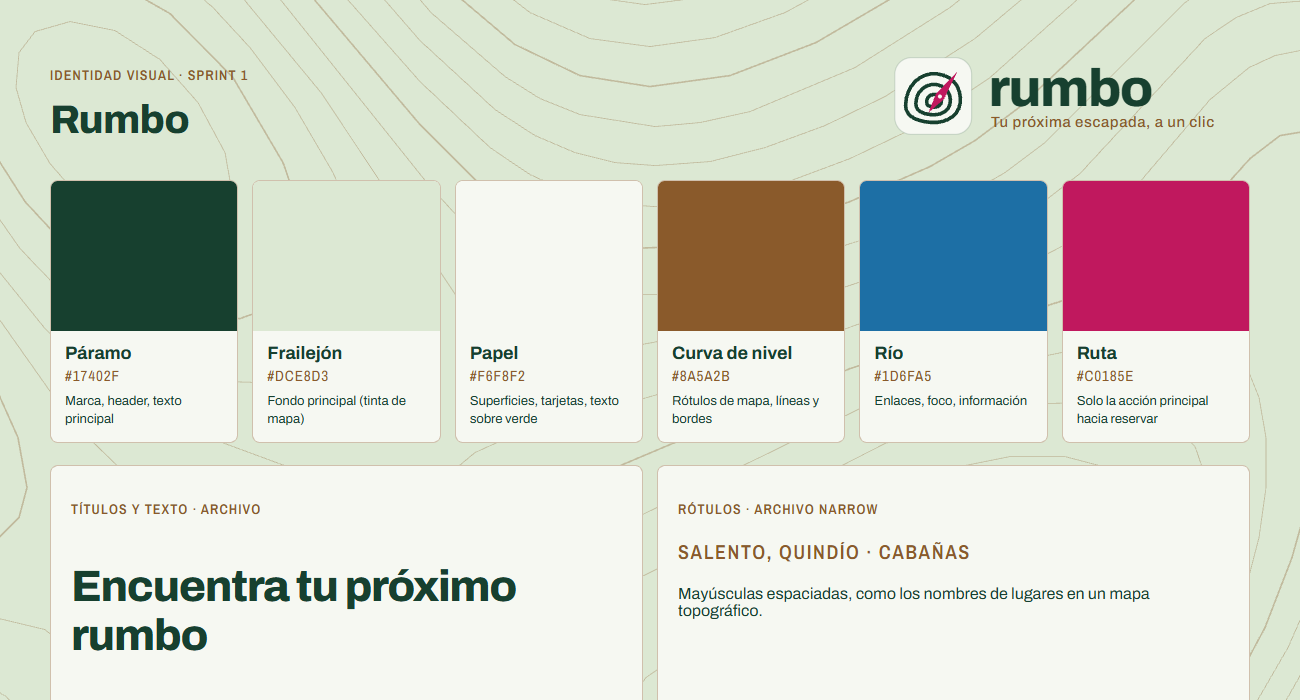 IDENTIDAD VISUAL · SPRINT 1
Rumbo
rumbo
Tu próxima escapada, a un clic
Páramo
#17402F
Marca, header, texto
principal
Frailejón
#DCE8D3
Fondo principal (tinta de
mapa)
Papel
#F6F8F2
Superficies, tarjetas, texto
sobre verde
Curva de nivel
#8A5A2B
Rótulos de mapa, líneas y
bordes
Río
#1D6FA5
Enlaces, foco, información
Ruta
#C0185E
Solo la acción principal
hacia reservar
TÍTULOS Y TEXTO · ARCHIVO
Encuentra tu próximo
rumbo
RÓTULOS · ARCHIVO NARROW
SALENTO, QUINDÍO · CABAÑAS
Mayúsculas espaciadas, como los nombres de lugares en un mapa
topográfico.